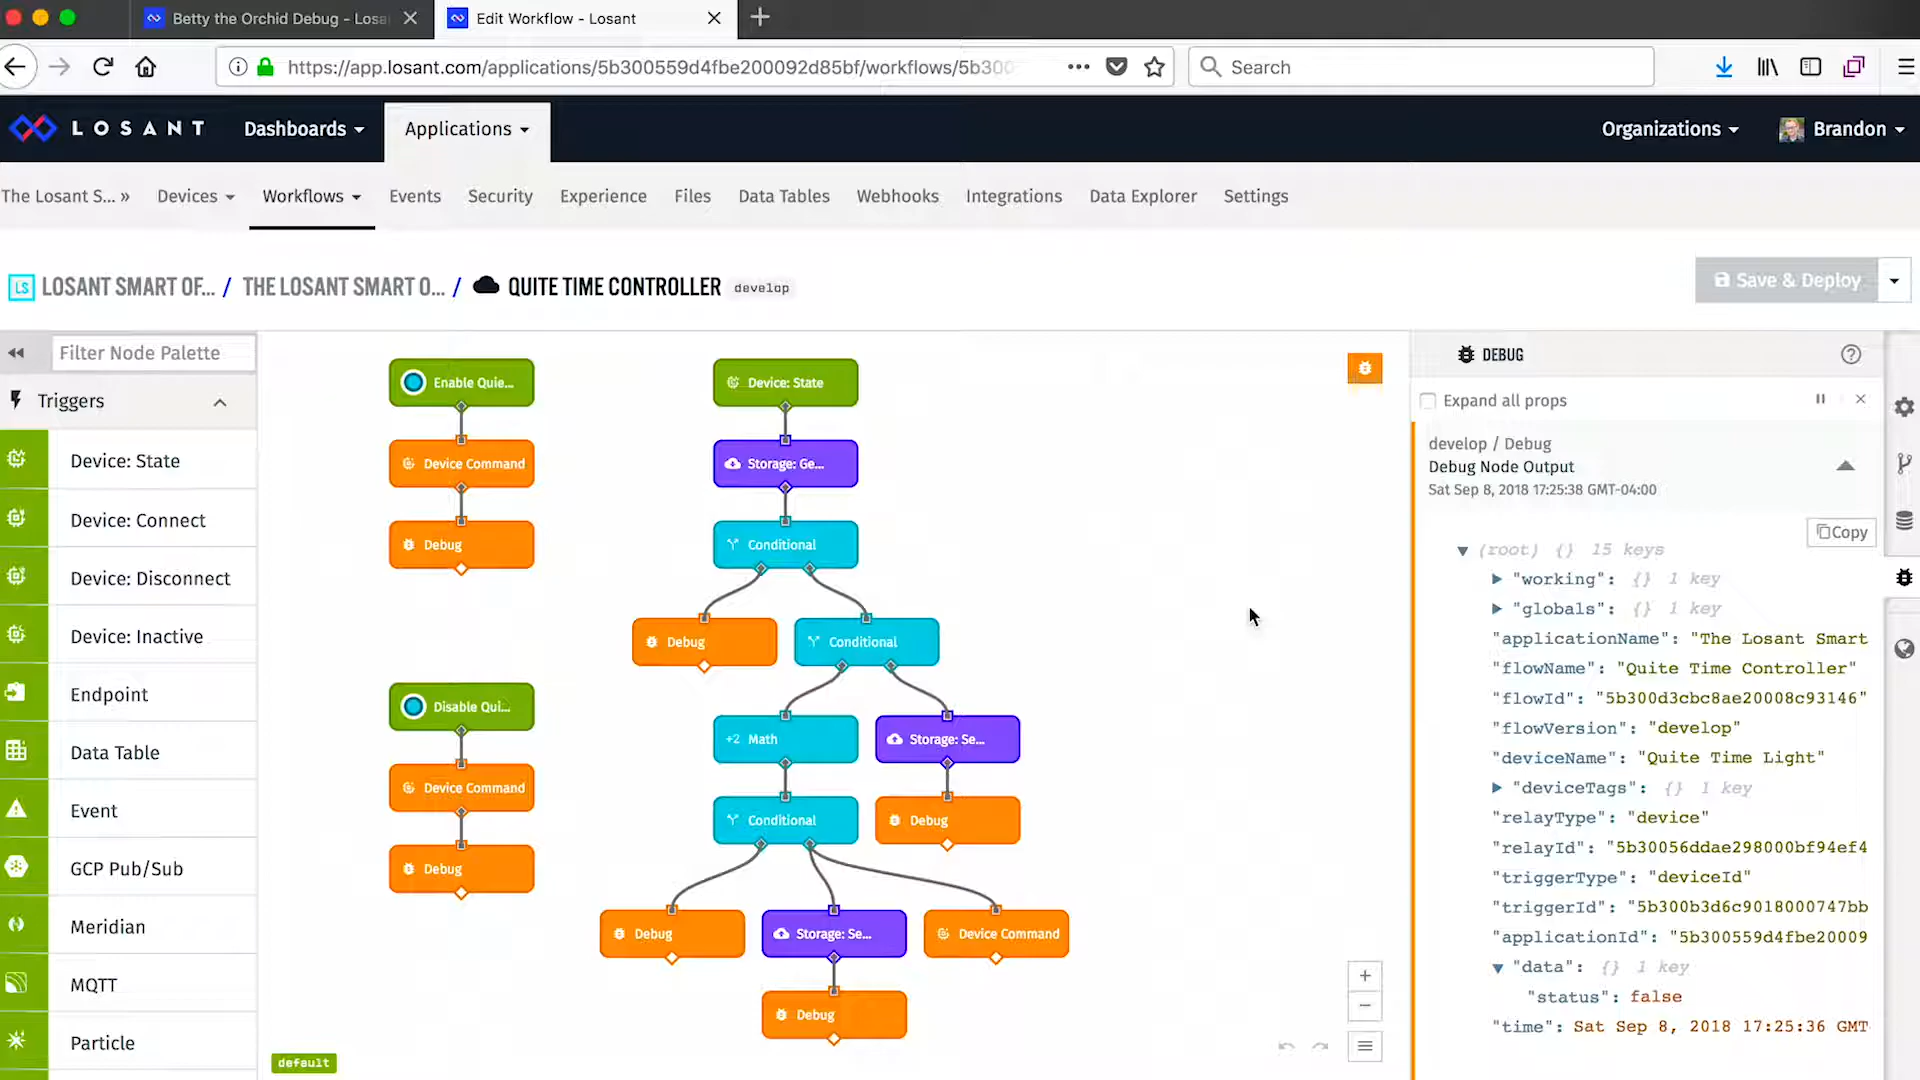 Betty the Orchid Debug - Losa
Edit Workflow - Losant
https://app.losant.com/applications/5b300559d4fbe200092d85bf/workflows/5b300
Search
LOSANT
Dashboards
Applications
Organizations
Brandon
The Losant S... »
Devices
Workflows
Events
Security
Experience
Files
Data Tables
Webhooks
Integrations
Data Explorer
Settings
LS
LOSANT SMART OF... / THE LOSANT SMART O... / QUITE TIME CONTROLLER
develop
Save & Deploy
Filter Node Palette
Triggers
Device: State
Device: Connect
Device: Disconnect
Device: Inactive
Endpoint
Data Table
Event
GCP Pub/Sub
Meridian
MQTT
Particle
Enable Quie...
Device Command
Debug
Disable Qui...
Device Command
Debug
Device: State
Storage: Ge...
Conditional
Debug
Conditional
Math
Storage: Se...
Conditional
Debug
Debug
Storage: Se...
Device Command
Debug
default
DEBUG
Expand all props
develop / Debug
Debug Node Output
Sat Sep 8, 2018 17:25:38 GMT-04:00
Copy
(root) {} 15 keys
"working": {} 1 key
"globals": {} 1 key
"applicationName": "The Losant Smart
"flowName": "Quite Time Controller"
"flowId": "5b300d3cbc8ae20008c93146"
"flowVersion": "develop"
"deviceName": "Quite Time Light"
"deviceTags": {} 1 key
"relayType": "device"
"relayId": "5b30056ddae298000bf94ef4
"triggerType": "deviceId"
"triggerId": "5b300b3d6c9018000747bb
"applicationId": "5b300559d4fbe20009
"data": {} 1 key
"status": false
"time": Sat Sep 8, 2018 17:25:36 GMT